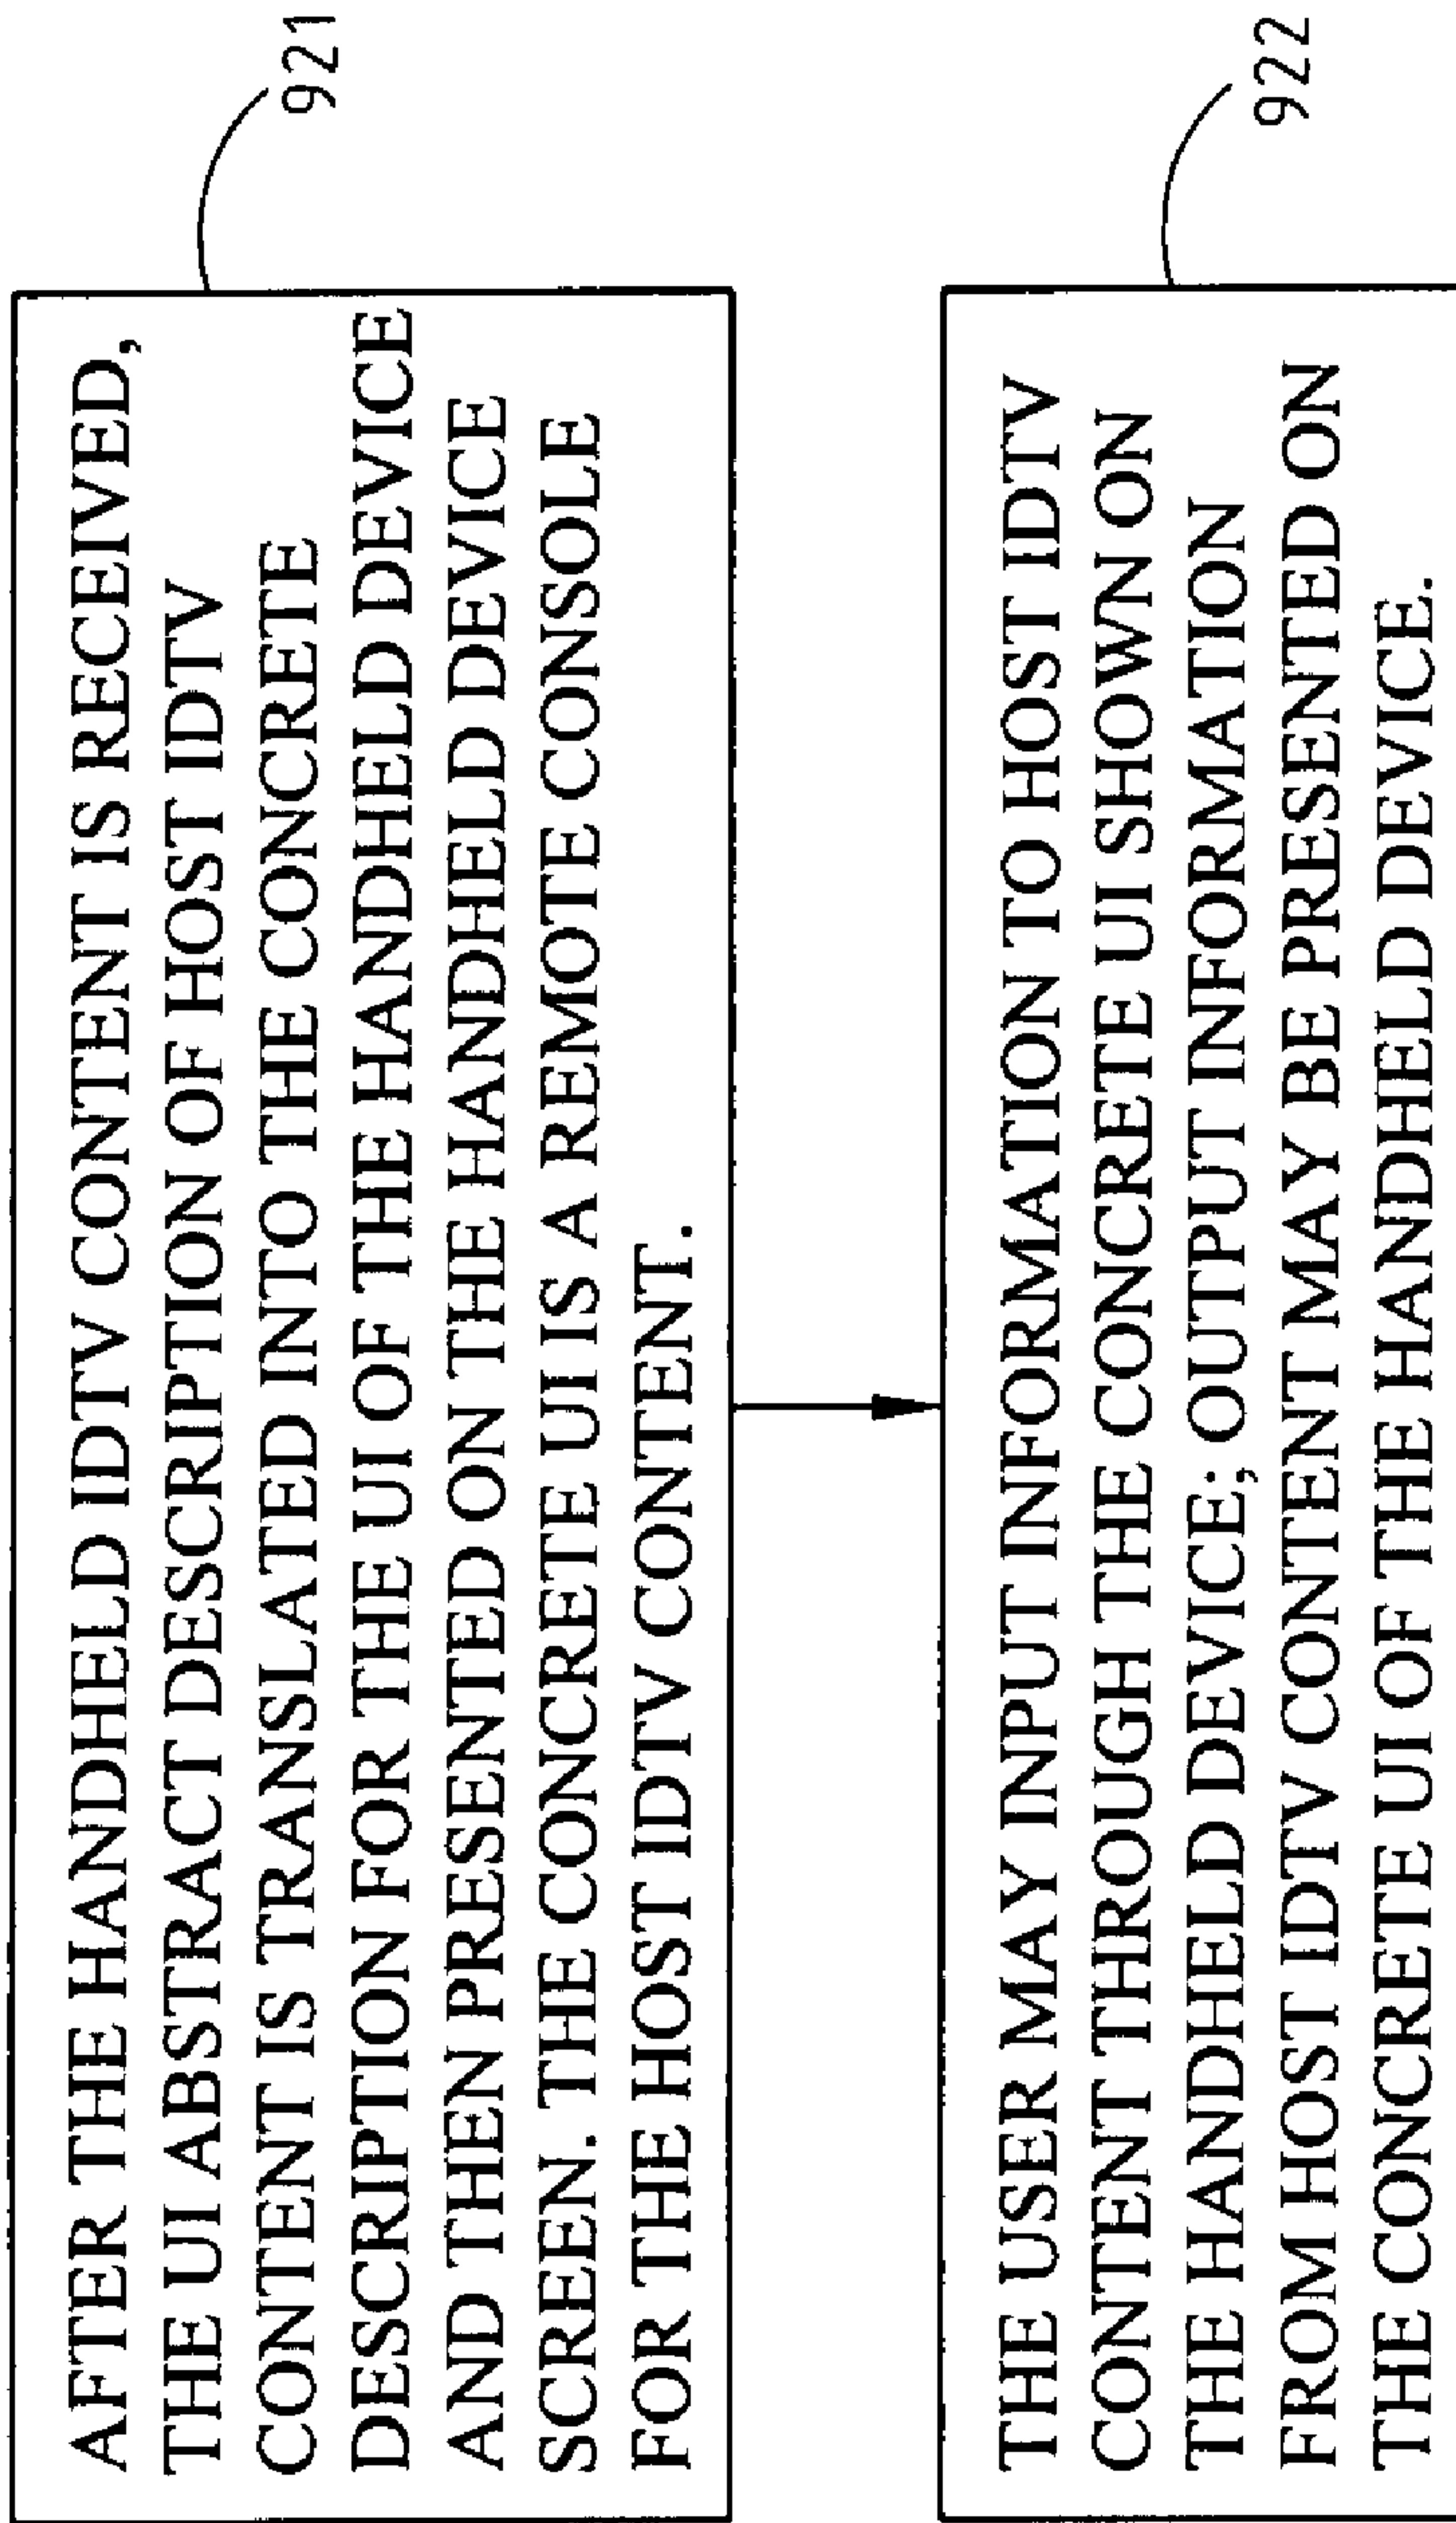 AFTER THE HANDHELD IDTV CONTENT IS RECEIVED,
THE UI ABSTRACT DESCRIPTION OF HOST IDTV
CONTENT IS TRANSLATED INTO THE CONCRETE
DESCRIPTION FOR THE UI OF THE HANDHELD DEVICE
AND THEN PRESENTED ON THE HANDHELD DEVICE
SCREEN. THE CONCRETE UI IS A REMOTE CONSOLE
FOR THE HOST IDTV CONTENT.
921
THE USER MAY INPUT INFORMATION TO HOST IDTV
CONTENT THROUGH THE CONCRETE UI SHOWN ON
THE HANDHELD DEVICE; OUTPUT INFORMATION
FROM HOST IDTV CONTENT MAY BE PRESENTED ON
THE CONCRETE UI OF THE HANDHELD DEVICE.
922